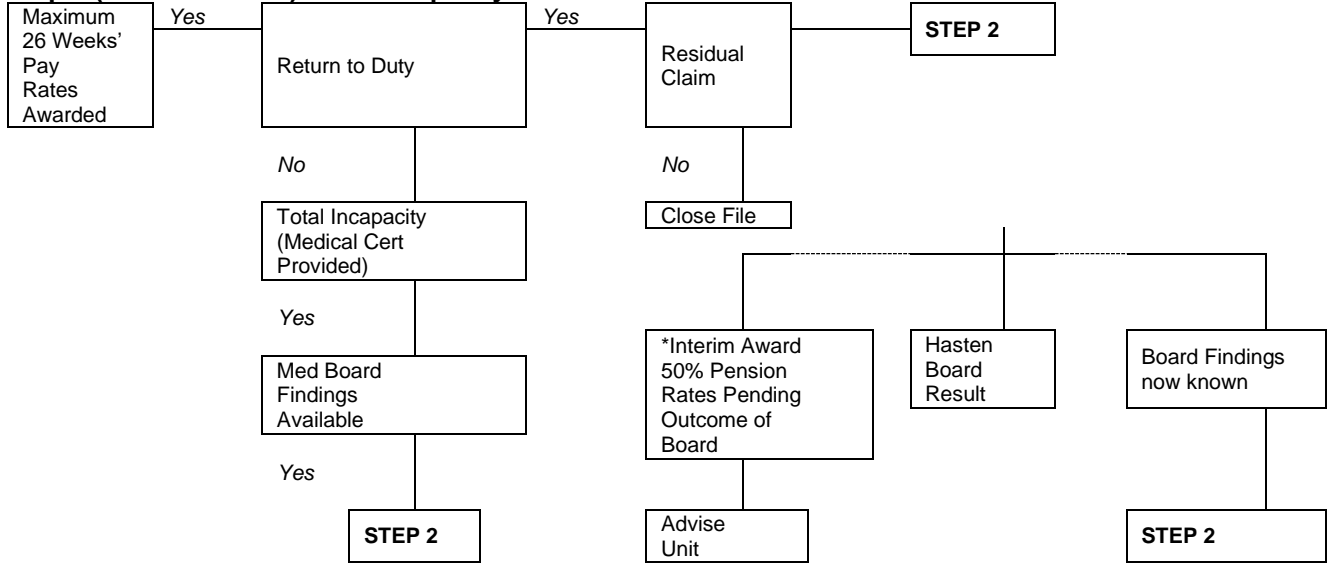 Maximum
26 Weeks'
Pay
Rates
Awarded
Yes
Return to Duty
Yes
Residual
Claim
STEP 2
No
No
Total Incapacity
(Medical Cert
Provided)
Close File
Yes
Med Board
Findings
Available
*Interim Award
50% Pension
Rates Pending
Outcome of
Board
Hasten
Board
Result
Board Findings
now known
Yes
STEP 2
Advise
Unit
STEP 2